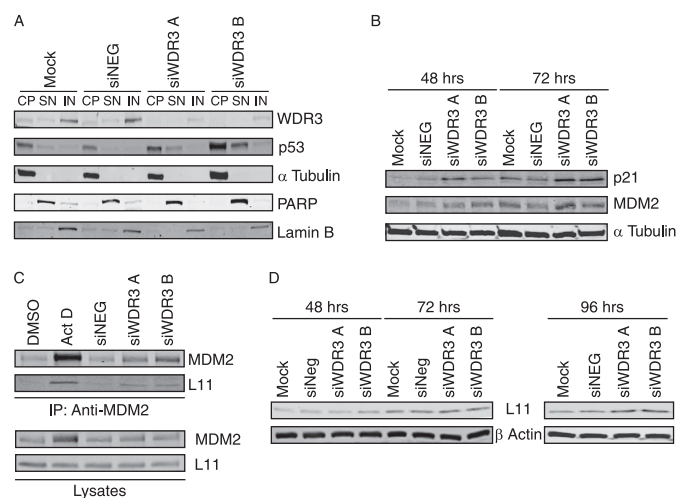 A
Mock siNEG siWDR3 A siWDR3 B
CP SN IN CP SN IN CP SN IN CP SN IN
WDR3
p53
α Tubulin
PARP
Lamin B
B
48 hrs 72 hrs
Mock siNEG siWDR3 A siWDR3 B Mock siNEG siWDR3 A siWDR3 B
p21
MDM2
α Tubulin
C
DMSO Act D siNEG siWDR3 A siWDR3 B
MDM2
L11
IP: Anti-MDM2
MDM2
L11
Lysates
D
48 hrs 72 hrs 96 hrs
Mock siNeg siWDR3 A siWDR3 B Mock siNeg siWDR3 A siWDR3 B Mock siNEG siWDR3 A siWDR3 B
L11
β Actin